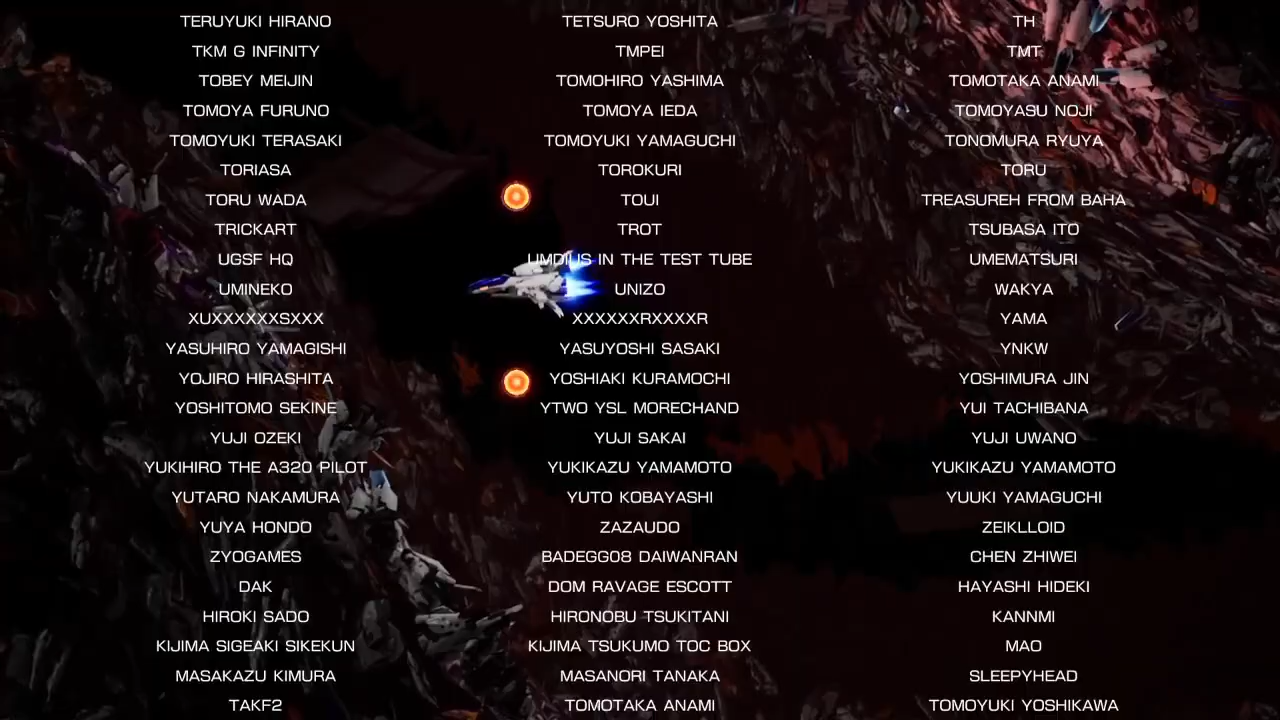 TERUYUKI HIRANO TETSURO YOSHITA TH
TKM G INFINITY TMPEI TMT
TOBEY MEIJIN TOMOHIRO YASHIMA TOMOTAKA ANAMI
TOMOYA FURUNO TOMOYA IEDA TOMOYASU NOJI
TOMOYUKI TERASAKI TOMOYUKI YAMAGUCHI TONOMURA RYUYA
TORIASA TOROKURI TORU
TORU WADA TOUI TREASUREH FROM BAHA
TRICKART TROT TSUBASA ITO
UGSF HQ UMDIUS IN THE TEST TUBE UMEMATSURI
UMINEKO UNIZO WAKYA
XUXXXXXXSXXX XXXXXXRXXXXR YAMA
YASUHIRO YAMAGISHI YASUYOSHI SASAKI YNKW
YOJIRO HIRASHITA YOSHIAKI KURAMOCHI YOSHIMURA JIN
YOSHITOMO SEKINE YTWO YSL MORECHAND YUI TACHIBANA
YUJI OZEKI YUJI SAKAI YUJI UWANO
YUKIHIRO THE A320 PILOT YUKIKAZU YAMAMOTO YUKIKAZU YAMAMOTO
YUTARO NAKAMURA YUTO KOBAYASHI YUUKI YAMAGUCHI
YUYA HONDO ZAZAUDO ZEIKLLOID
ZYOGAMES BADEGG08 DAIWANRAN CHEN ZHIWEI
DAK DOM RAVAGE ESCOTT HAYASHI HIDEKI
HIROKI SADO HIRONOBU TSUKITANI KANNMI
KIJIMA SIGEAKI SIKEKUN KIJIMA TSUKUMO TOC BOX MAO
MASAKAZU KIMURA MASANORI TANAKA SLEEPYHEAD
TAKF2 TOMOTAKA ANAMI TOMOYUKI YOSHIKAWA